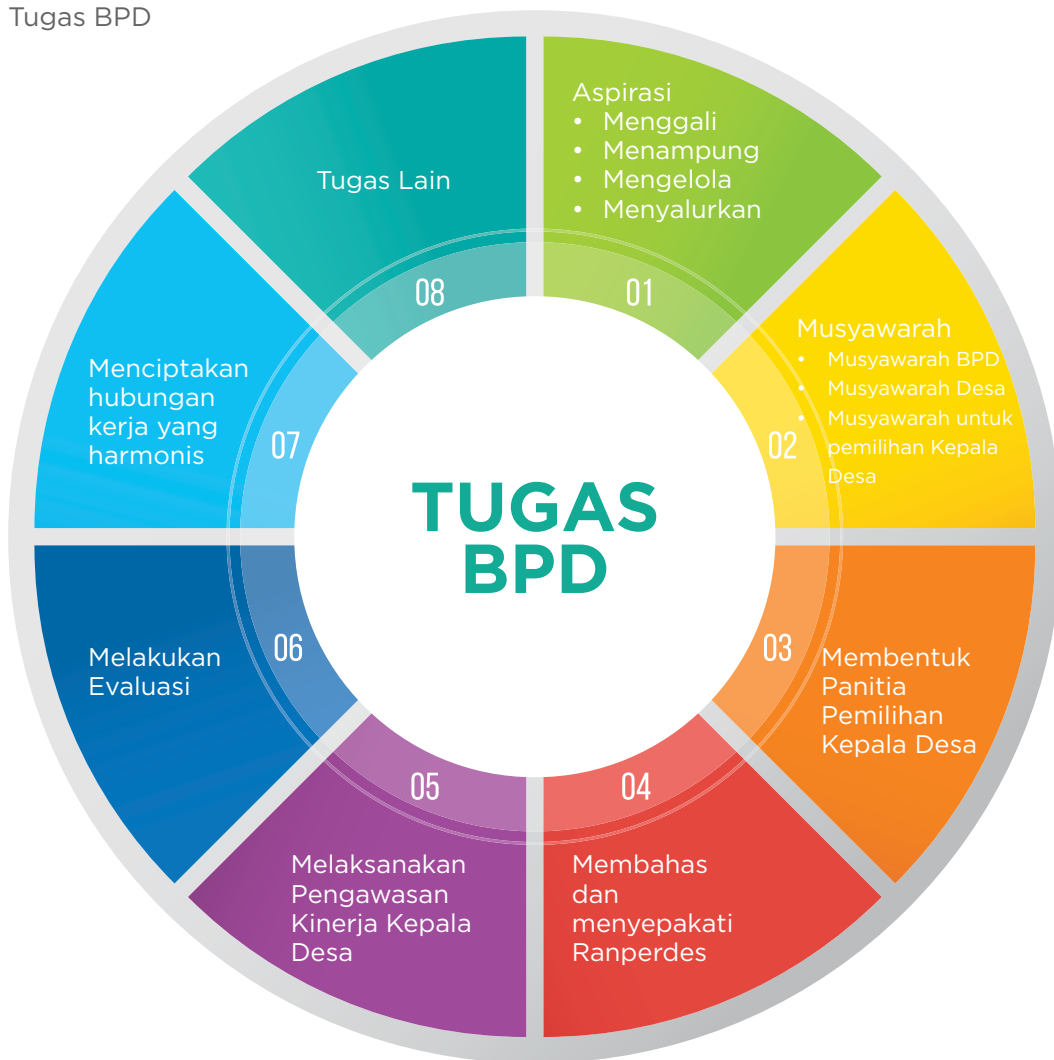 Tugas BPD
Aspirasi
• Menggali
• Menampung
• Mengelola
• Menyalurkan
01
Musyawarah
• Musyawarah BPD
• Musyawarah Desa
• Musyawarah untuk
pemilihan Kepala
Desa
02
03
Membentuk
Panitia
Pemilihan
Kepala Desa
04
Membahas
dan
menyepakati
Ranperdes
05
Melaksanakan
Pengawasan
Kinerja Kepala
Desa
06
Melakukan
Evaluasi
07
Menciptakan
hubungan
kerja yang
harmonis
08
Tugas Lain
TUGAS
BPD